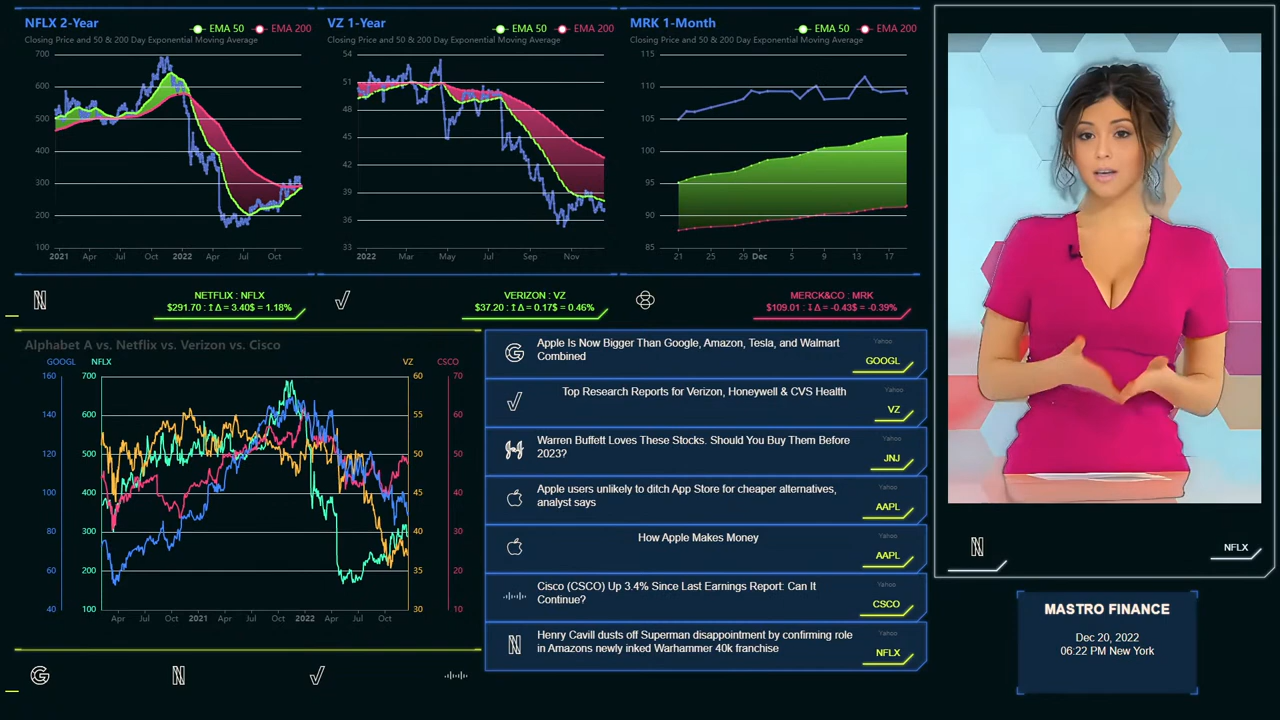 NFLX 2-Year
EMA 50
EMA 200
Closing Price and 50 & 200 Day Exponential Moving Average
700
600
500
400
300
200
100
2021
Apr
Jul
Oct
2022
Apr
Jul
Oct
VZ 1-Year
EMA 50
EMA 200
Closing Price and 50 & 200 Day Exponential Moving Average
54
51
48
45
42
39
36
33
2022
Mar
May
Jul
Sep
Nov
MRK 1-Month
EMA 50
EMA 200
Closing Price and 50 & 200 Day Exponential Moving Average
115
110
105
100
95
90
85
21
25
29
Dec
5
9
13
17
NETFLIX : NFLX
$291.70 : I Δ = 3.40$ = 1.18%
VERIZON : VZ
$37.20 : I Δ = 0.17$ = 0.46%
MERCK&CO : MRK
$109.01 : I Δ = -0.43$ = -0.39%
Alphabet A vs. Netflix vs. Verizon vs. Cisco
GOOGL
NFLX
VZ
CSCO
160
140
120
100
80
60
40
700
600
500
400
300
200
100
60
55
50
45
40
35
30
70
60
50
40
30
20
10
Apr
Jul
Oct
2021
Apr
Jul
Oct
2022
Apr
Jul
Oct
Apple Is Now Bigger Than Google, Amazon, Tesla, and Walmart
Combined
Yahoo
GOOGL
Top Research Reports for Verizon, Honeywell & CVS Health
Yahoo
VZ
Warren Buffett Loves These Stocks. Should You Buy Them Before
2023?
Yahoo
JNJ
Apple users unlikely to ditch App Store for cheaper alternatives,
analyst says
Yahoo
AAPL
How Apple Makes Money
Yahoo
AAPL
Cisco (CSCO) Up 3.4% Since Last Earnings Report: Can It
Continue?
Yahoo
CSCO
Henry Cavill dusts off Superman disappointment by confirming role
in Amazons newly inked Warhammer 40k franchise
Yahoo
NFLX
NFLX
MASTRO FINANCE
Dec 20, 2022
06:22 PM New York